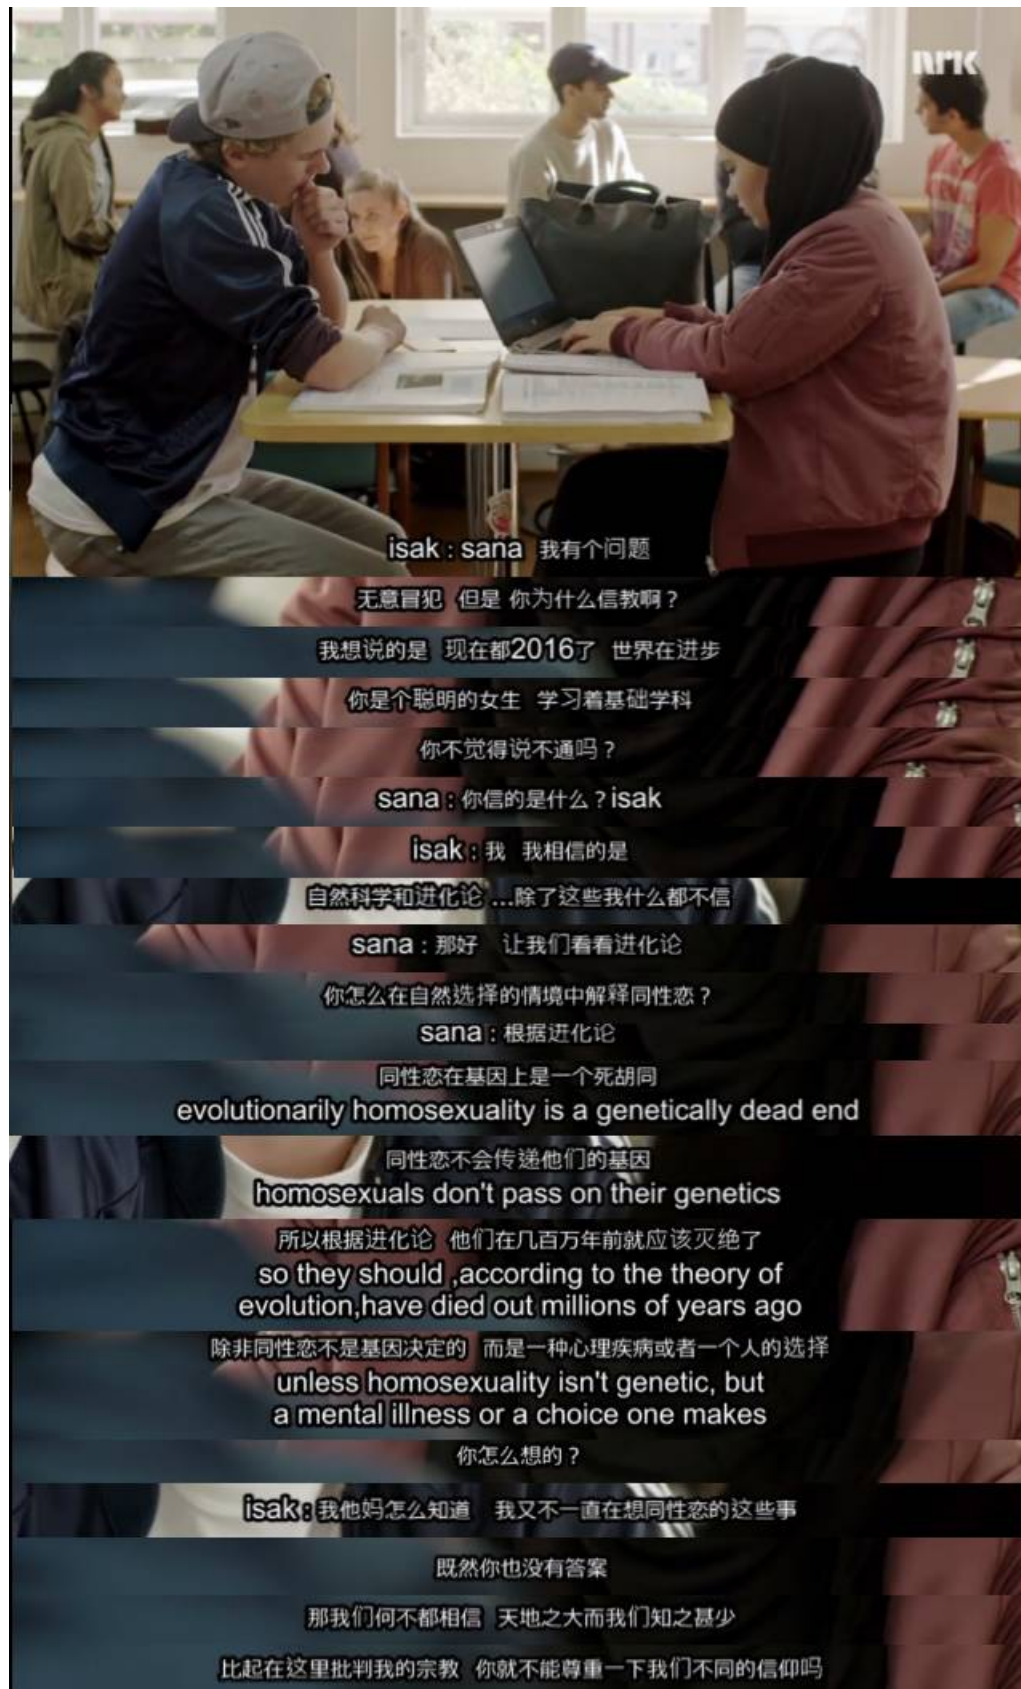 nrk
isak : sana 我有个问题
无意冒犯 但是 你为什么信教啊？
我想说的是 现在都2016了 世界在进步
你是个聪明的女生 学习着基础学科
你不觉得说不通吗？
sana : 你信的是什么？isak
isak : 我 我相信的是
自然科学和进化论 ...除了这些我什么都不信
sana : 那好 让我们看看进化论
你怎么在自然选择的情境中解释同性恋？
sana : 根据进化论
同性恋在基因上是一个死胡同
evolutionarily homosexuality is a genetically dead end
同性恋不会传递他们的基因
homosexuals don't pass on their genetics
所以根据进化论 他们在几百万年前就应该灭绝了
so they should ,according to the theory of
evolution,have died out millions of years ago
除非同性恋不是基因决定的 而是一种心理疾病或者一个人的选择
unless homosexuality isn't genetic, but
a mental illness or a choice one makes
你怎么想的？
isak : 我他妈怎么知道 我又不一直在想同性恋的这些事
既然你也没有答案
那我们何不都相信 天地之大而我们知之甚少
比起在这里批判我的宗教 你就不能尊重一下我们不同的信仰吗